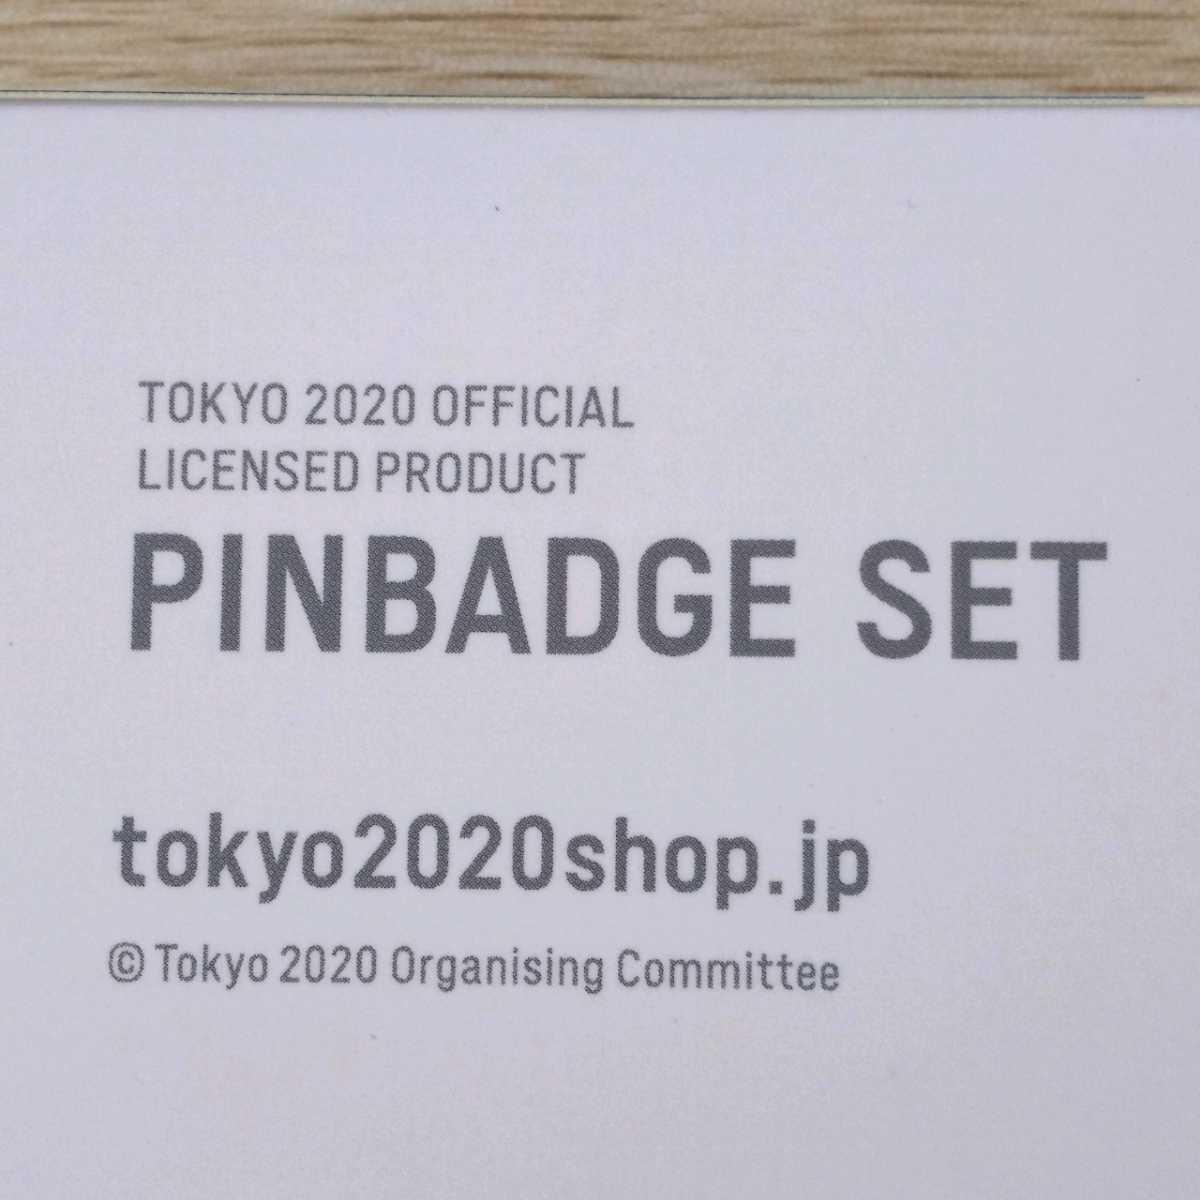 TOKYO 2020 OFFICIAL
LICENSED PRODUCT
PINBADGE SET
tokyo2020shop.jp
© Tokyo 2020 Organising Committee